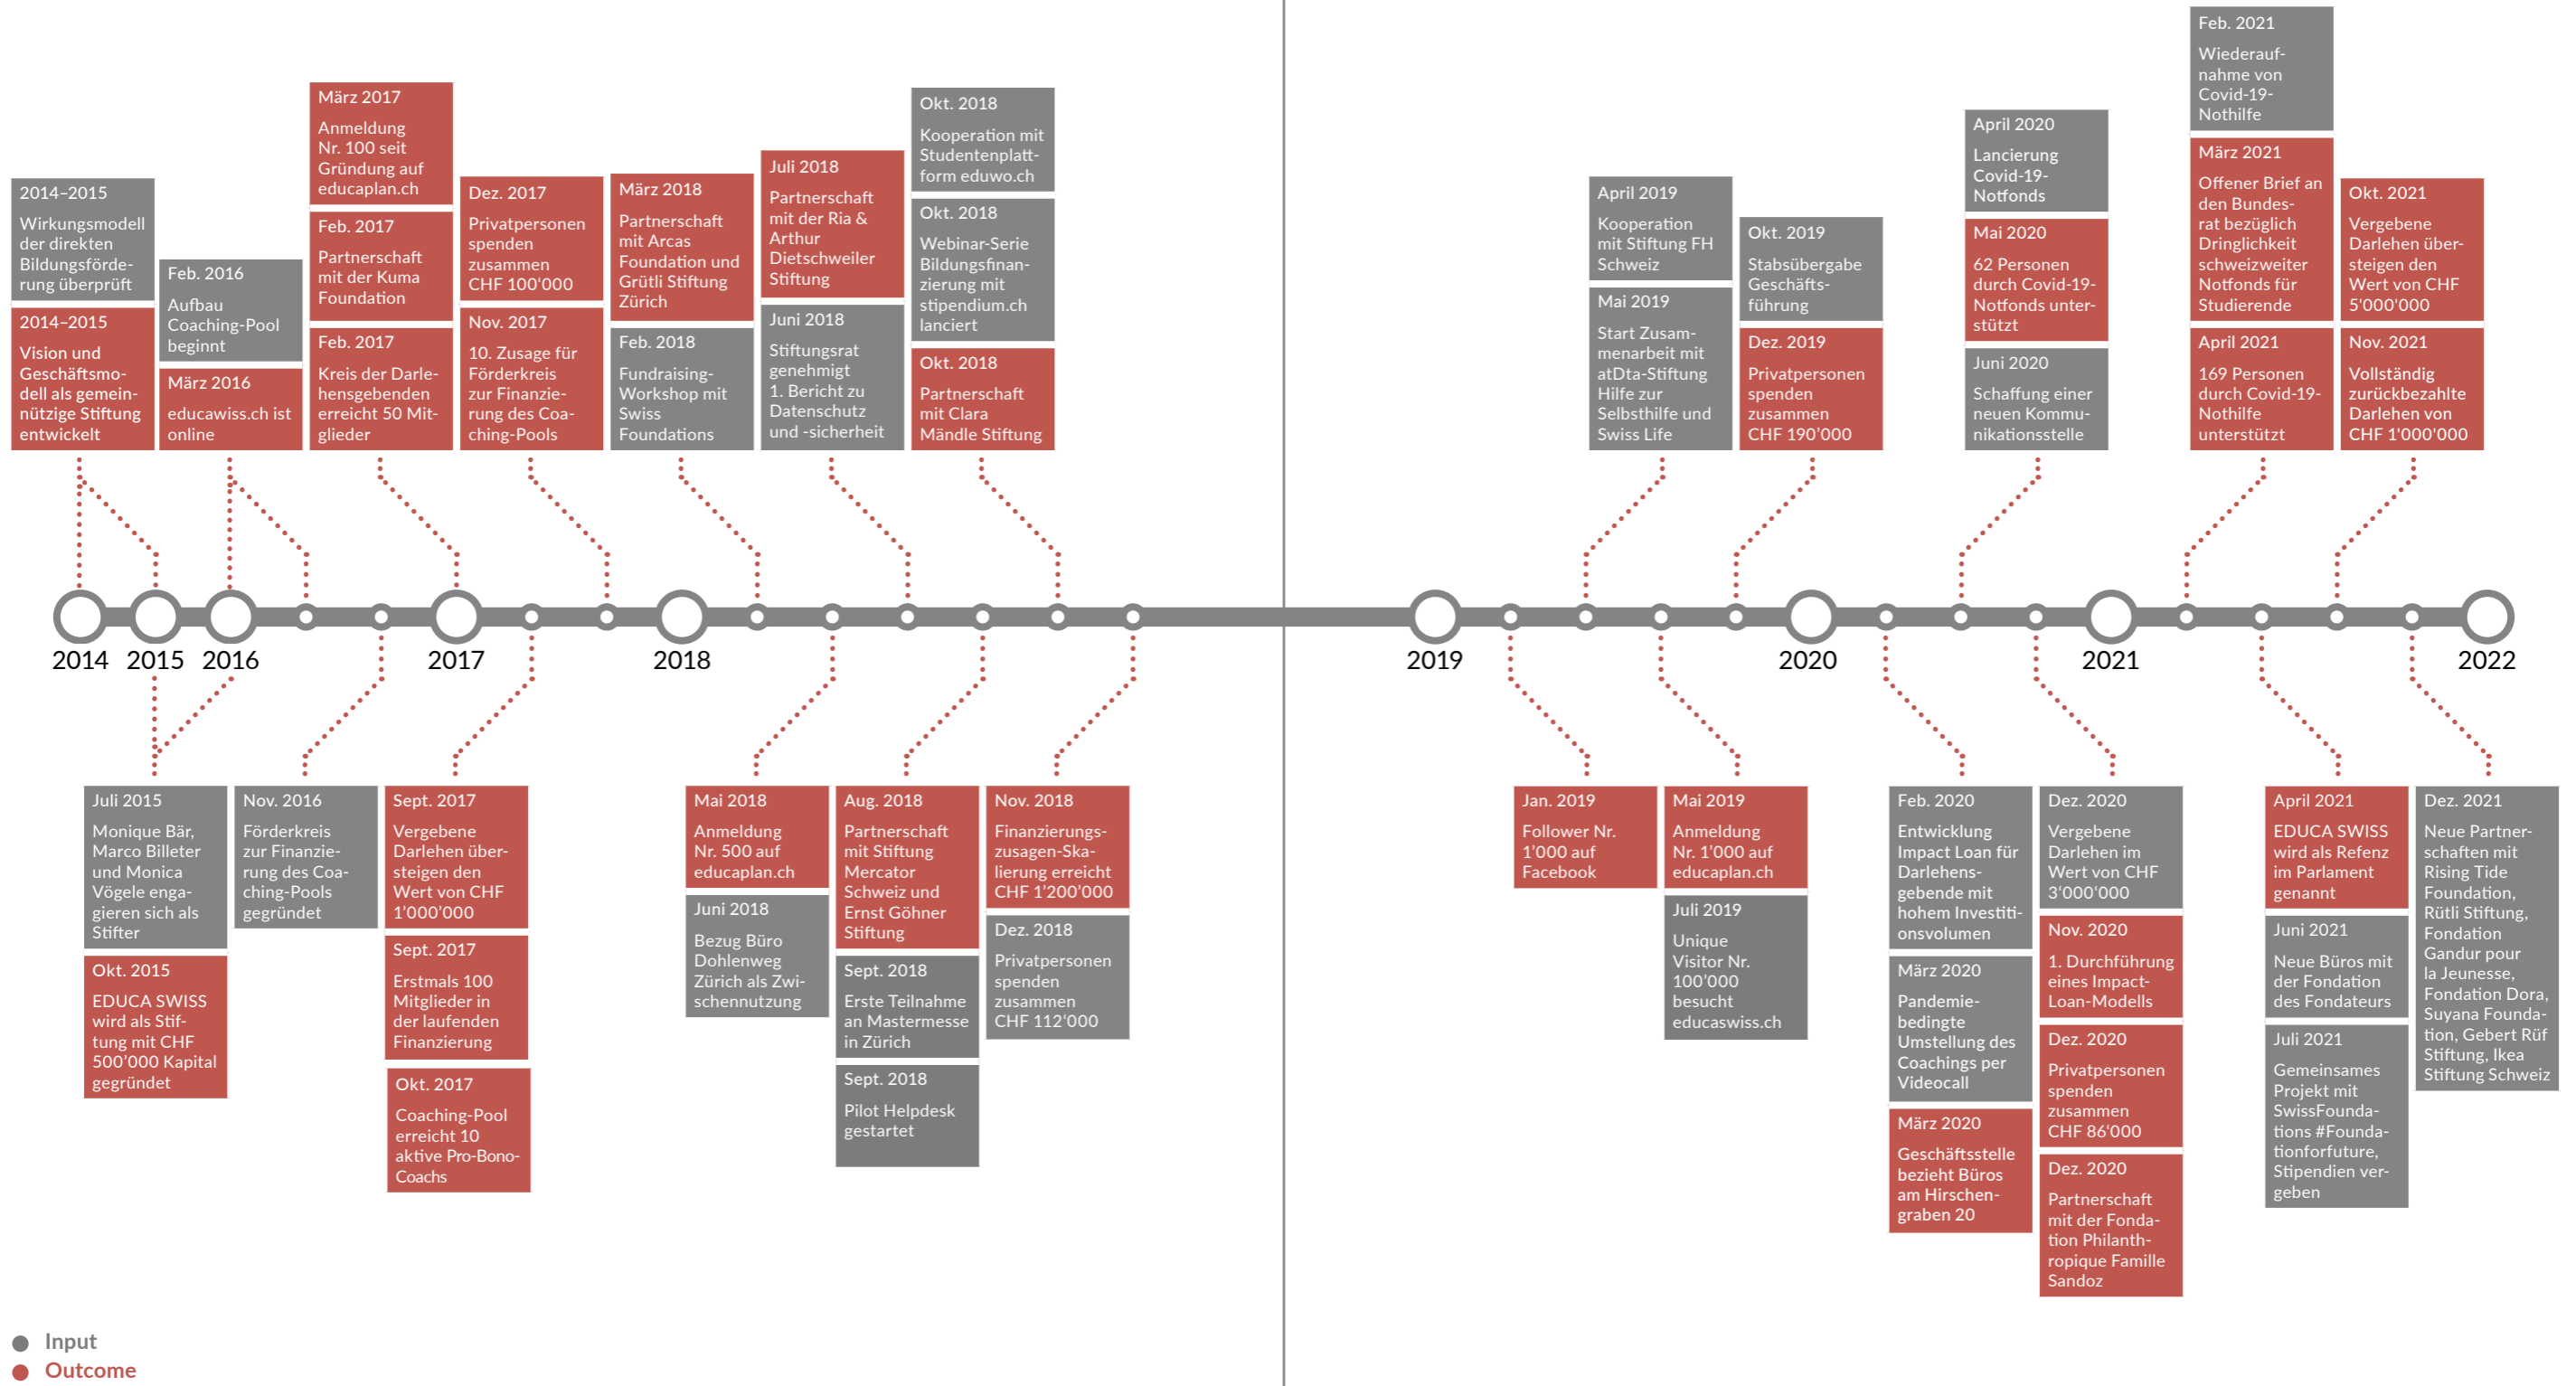 2014–2015
Wirkungsmodell
der direkten
Bildungsförde-
rung überprüft
2014–2015
Vision und
Geschäftsmo-
dell als gemein-
nützige Stiftung
entwickelt
Feb. 2016
Aufbau
Coaching-Pool
beginnt
März 2016
educawiss.ch ist
online
März 2017
Anmeldung
Nr. 100 seit
Gründung auf
educaplan.ch
Feb. 2017
Partnerschaft
mit der Kuma
Foundation
Feb. 2017
Kreis der Darle-
hensgebenden
erreicht 50 Mit-
glieder
Dez. 2017
Privatpersonen
spenden
zusammen
CHF 100‘000
Nov. 2017
10. Zusage für
Förderkreis
zur Finanzie-
rung des Coa-
ching-Pools
März 2018
Partnerschaft
mit Arcas
Foundation und
Grütli Stiftung
Zürich
Feb. 2018
Fundraising-
Workshop mit
Swiss
Foundations
Juli 2018
Partnerschaft
mit der Ria &
Arthur
Dietschweiler
Stiftung
Juni 2018
Stiftungsrat
genehmigt
1. Bericht zu
Datenschutz
und -sicherheit
Okt. 2018
Kooperation mit
Studentenplatt-
form eduwo.ch
Okt. 2018
Webinar-Serie
Bildungsfinan-
zierung mit
stipendium.ch
lanciert
Okt. 2018
Partnerschaft
mit Clara
Mändle Stiftung
April 2019
Kooperation
mit Stiftung FH
Schweiz
Mai 2019
Start Zusam-
menarbeit mit
atDta-Stiftung
Hilfe zur
Selbsthilfe und
Swiss Life
Okt. 2019
Stabsübergabe
Geschäfts-
führung
Dez. 2019
Privatpersonen
spenden
zusammen
CHF 190’000
April 2020
Lancierung
Covid-19-
Notfonds
Mai 2020
62 Personen
durch Covid-19-
Notfonds unter-
stützt
Juni 2020
Schaffung einer
neuen Kommu-
nikationsstelle
Feb. 2021
Wiederauf-
nahme von
Covid-19-
Nothilfe
März 2021
Offener Brief an
den Bundes-
rat bezüglich
Dringlichkeit
schweizweiter
Notfonds für
Studierende
April 2021
169 Personen
durch Covid-19-
Nothilfe
unterstützt
Okt. 2021
Vergebene
Darlehen über-
steigen den
Wert von CHF
5'000'000
Nov. 2021
Vollständig
zurückbezahlte
Darlehen von
CHF 1'000'000
2014
2015
2016
2017
2018
2019
2020
2021
2022
Juli 2015
Monique Bär,
Marco Billeter
und Monica
Vögele enga-
gieren sich als
Stifter
Okt. 2015
EDUCA SWISS
wird als Stif-
tung mit CHF
500’000 Kapital
gegründet
Nov. 2016
Förderkreis
zur Finanzie-
rung des Coa-
ching-Pools
gegründet
Sept. 2017
Vergebene
Darlehen über-
steigen den
Wert von CHF
1’000’000
Sept. 2017
Erstmals 100
Mitglieder in
der laufenden
Finanzierung
Okt. 2017
Coaching-Pool
erreicht 10
aktive Pro-Bono-
Coachs
Mai 2018
Anmeldung
Nr. 500 auf
educaplan.ch
Juni 2018
Bezug Büro
Dohlenweg
Zürich als Zwi-
schennutzung
Aug. 2018
Partnerschaft
mit Stiftung
Mercator
Schweiz und
Ernst Göhner
Stiftung
Sept. 2018
Erste Teilnahme
an Mastermesse
in Zürich
Sept. 2018
Pilot Helpdesk
gestartet
Nov. 2018
Finanzierungs-
zusagen-Ska-
lierung erreicht
CHF 1’200’000
Dez. 2018
Privatpersonen
spenden
zusammen
CHF 112’000
Jan. 2019
Follower Nr.
1’000 auf
Facebook
Mai 2019
Anmeldung
Nr. 1’000 auf
educaplan.ch
Juli 2019
Unique
Visitor Nr.
100’000
besucht
educaswiss.ch
Feb. 2020
Entwicklung
Impact Loan für
Darlehens-
gebende mit
hohem Investiti-
onsvolumen
März 2020
Pandemie-
bedingte
Umstellung des
Coachings per
Videocall
März 2020
Geschäftsstelle
bezieht Büros
am Hirschen-
graben 20
Dez. 2020
Vergebene
Darlehen im
Wert von CHF
3‘000‘000
Nov. 2020
1. Durchführung
eines Impact-
Loan-Modells
Dez. 2020
Privatpersonen
spenden
zusammen
CHF 86‘000
Dez. 2020
Partnerschaft
mit der Fonda-
tion Philanth-
ropique Famille
Sandoz
April 2021
EDUCA SWISS
wird als Refenz
im Parlament
genannt
Juni 2021
Neue Büros mit
der Fondation
des Fondateurs
Juli 2021
Gemeinsames
Projekt mit
SwissFounda-
tions #Founda-
tionforfuture,
Stipendien ver-
geben
Dez. 2021
Neue Partner-
schaften mit
Rising Tide
Foundation,
Rütli Stiftung,
Fondation
Gandur pour
la Jeunesse,
Fondation Dora,
Suyana Founda-
tion, Gebert Rüf
Stiftung, Ikea
Stiftung Schweiz
Input
Outcome